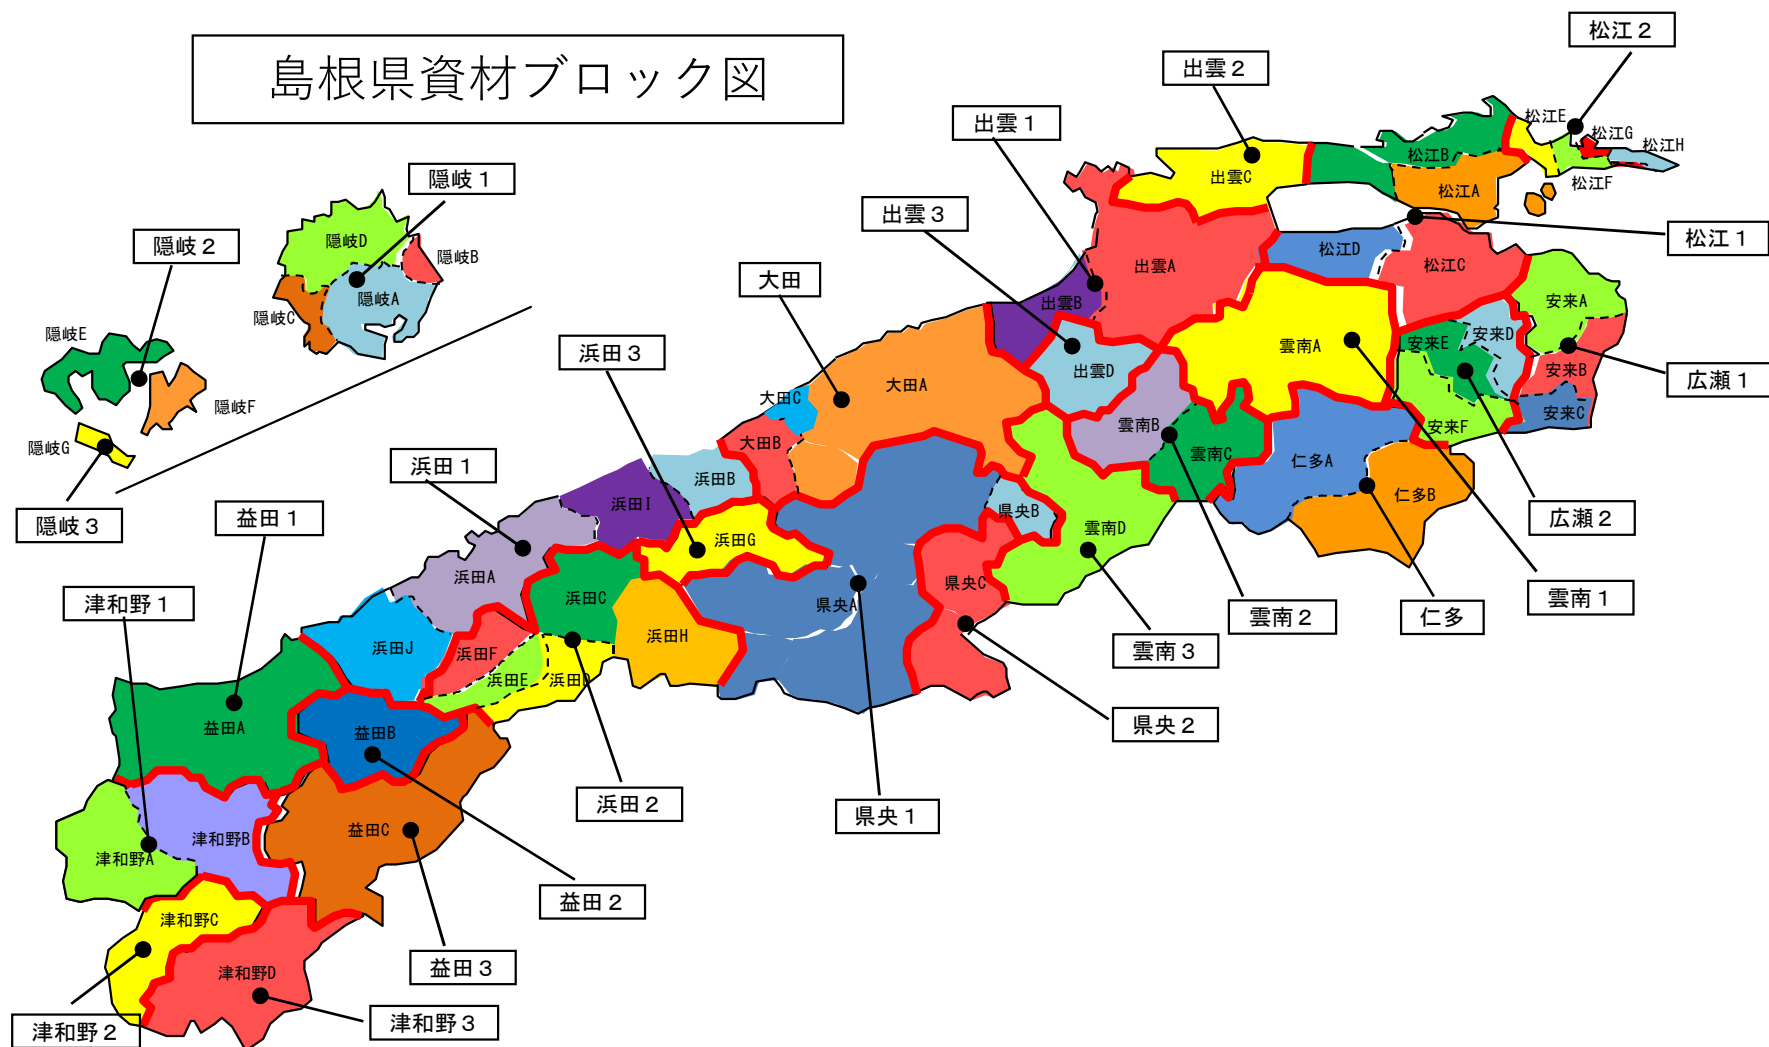 島根県資材ブロック図
松江２
出雲２
出雲１
出雲３
松江１
隠岐１
隠岐２
大田
浜田３
広瀬１
浜田１
隠岐３
益田１
広瀬２
雲南１
津和野１
雲南２
仁多
雲南３
県央２
浜田２
県央１
益田２
益田３
津和野２
津和野３
松江E
松江G
松江H
松江B
松江F
松江A
出雲C
松江D
松江C
出雲A
出雲B
出雲D
安来A
安来D
安来E
安来B
安来C
安来F
雲南A
雲南B
雲南C
雲南D
仁多A
仁多B
隠岐D
隠岐B
隠岐A
隠岐C
隠岐E
隠岐F
隠岐G
大田A
大田C
大田B
浜田B
浜田I
浜田G
浜田A
浜田C
浜田H
浜田J
浜田F
浜田E
浜田D
県央B
県央C
県央A
益田A
益田B
益田C
津和野B
津和野A
津和野C
津和野D